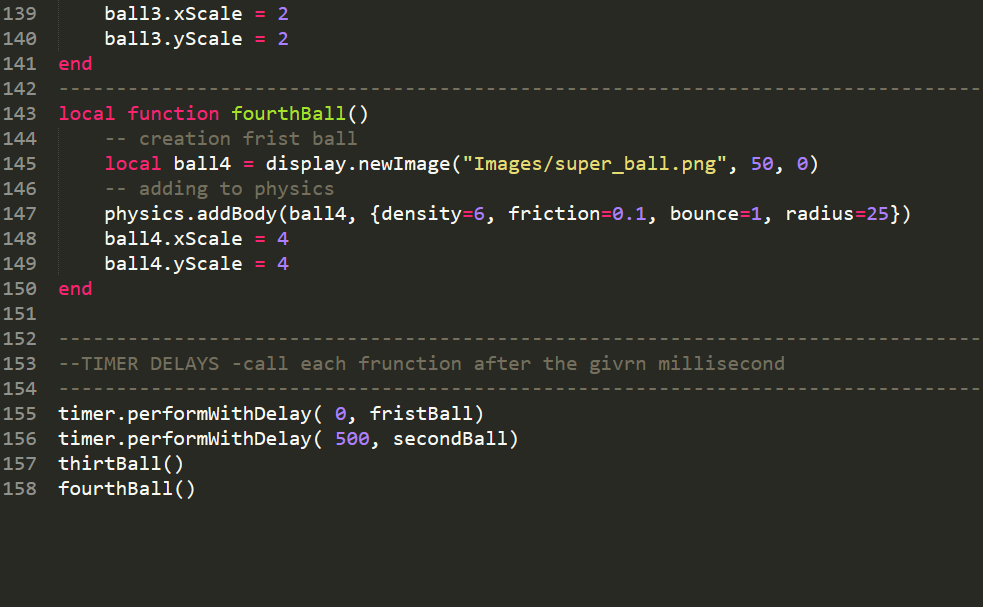 139 ball3.xScale = 2
140 ball3.yScale = 2
141 end
142 --------------------------------------------------------------------------------
143 local function fourthBall()
144 -- creation frist ball
145 local ball4 = display.newImage("Images/super_ball.png", 50, 0)
146 -- adding to physics
147 physics.addBody(ball4, {density=6, friction=0.1, bounce=1, radius=25})
148 ball4.xScale = 4
149 ball4.yScale = 4
150 end
151
152 --------------------------------------------------------------------------------
153 --TIMER DELAYS -call each frunction after the givrn millisecond
154 --------------------------------------------------------------------------------
155 timer.performWithDelay( 0, fristBall)
156 timer.performWithDelay( 500, secondBall)
157 thirtBall()
158 fourthBall()